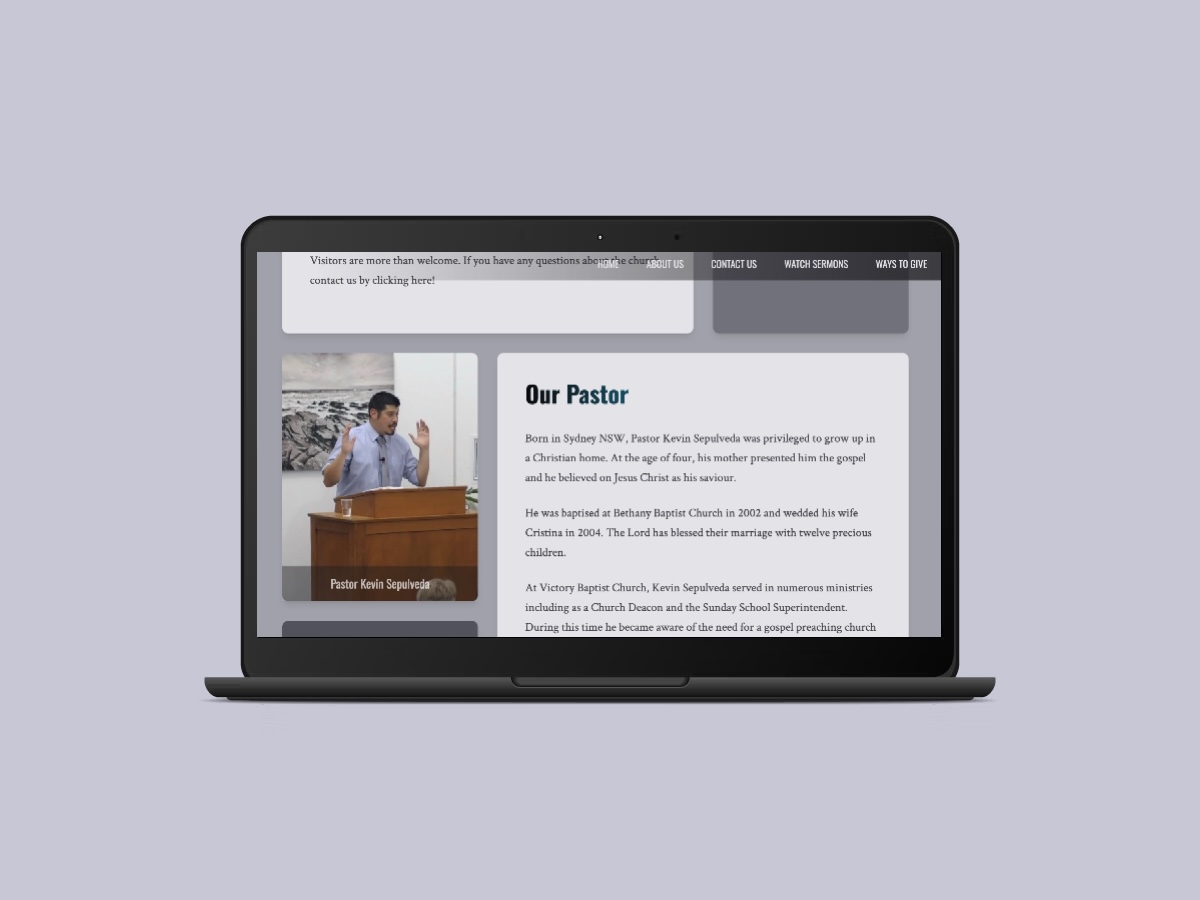 Visitors are more than welcome. If you have any questions about the church,
contact us by clicking here!
HOME ABOUT US CONTACT US WATCH SERMONS WAYS TO GIVE
Pastor Kevin Sepulveda
Our Pastor
Born in Sydney NSW, Pastor Kevin Sepulveda was privileged to grow up in
a Christian home. At the age of four, his mother presented him the gospel
and he believed on Jesus Christ as his saviour.
He was baptised at Bethany Baptist Church in 2002 and wedded his wife
Cristina in 2004. The Lord has blessed their marriage with twelve precious
children.
At Victory Baptist Church, Kevin Sepulveda served in numerous ministries
including as a Church Deacon and the Sunday School Superintendent.
During this time he became aware of the need for a gospel preaching church